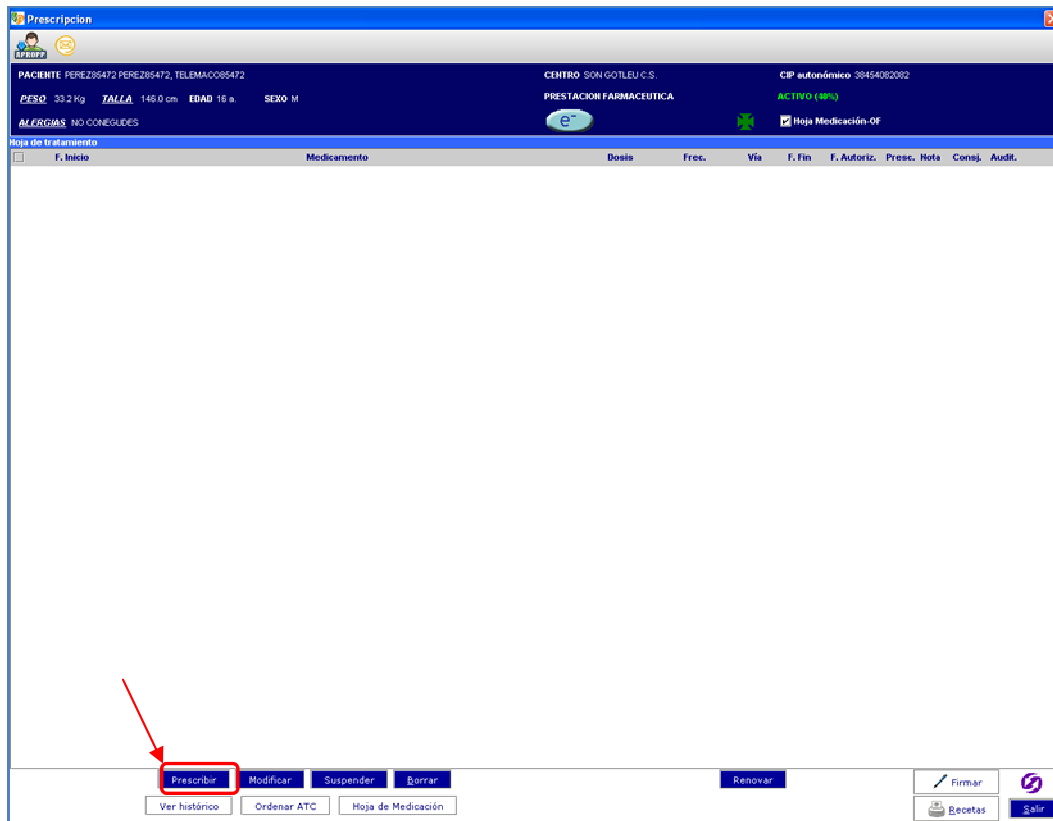 Prescripcion
APROFF
PACIENTE PEREZ85472 PEREZ85472, TELEMACO85472 CENTRO SON GOTLEU C.S. CIP autonómico 38454082082
PESO 33.2 Kg TALLA 146.0 cm EDAD 16 a. SEXO M PRESTACION FARMACEUTICA ACTIVO (40%)
ALERGIAS NO CONEGUDES e- Hoja Medicación-OF
Hoja de tratamiento
F. Inicio Medicamento Dosis Frec. Vía F. Fin F. Autoriz. Presc. Nota Consj. Audit.
Prescribir Modificar Suspender Borrar Renovar Firmar
Ver histórico Ordenar ATC Hoja de Medicación Recetas Salir